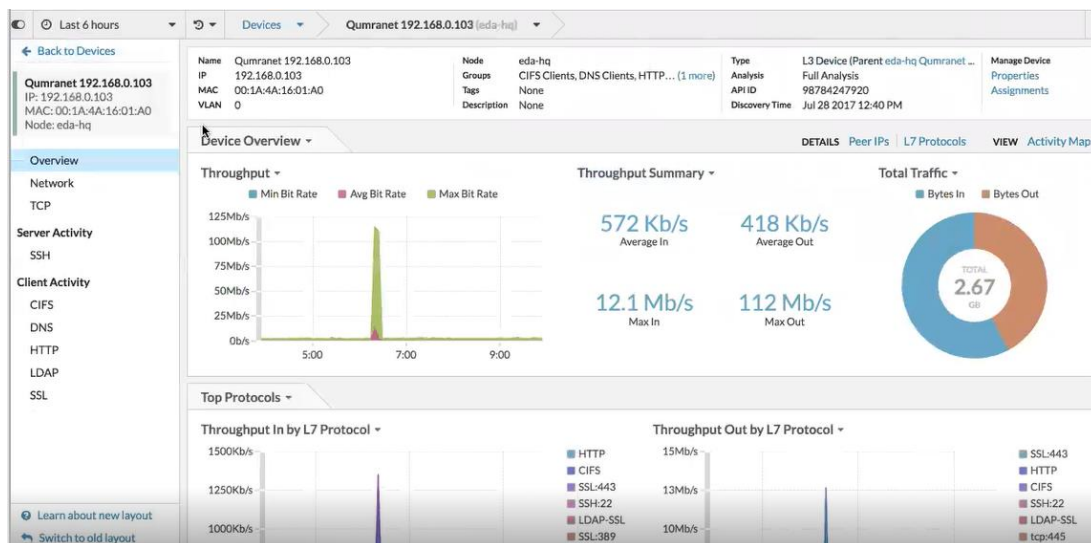 Last 6 hours
Devices
Qumranet 192.168.0.103 (eda-hq)
Back to Devices
Qumranet 192.168.0.103
IP: 192.168.0.103
MAC: 00:1A:4A:16:01:A0
Node: eda-hq
Overview
Network
TCP
Server Activity
SSH
Client Activity
CIFS
DNS
HTTP
LDAP
SSL
Learn about new layout
Switch to old layout
Name Qumranet 192.168.0.103
IP 192.168.0.103
MAC 00:1A:4A:16:01:A0
VLAN 0
Node eda-hq
Groups CIFS Clients, DNS Clients, HTTP... (1 more)
Tags None
Description None
Type L3 Device (Parent eda-hq Qumranet ...
Analysis Full Analysis
API ID 98784247920
Discovery Time Jul 28 2017 12:40 PM
Manage Device
Properties
Assignments
Device Overview
DETAILS Peer IPs L7 Protocols VIEW Activity Map
Throughput
Min Bit Rate Avg Bit Rate Max Bit Rate
125Mb/s
100Mb/s
75Mb/s
50Mb/s
25Mb/s
0b/s
5:00 7:00 9:00
Throughput Summary
572 Kb/s
Average In
418 Kb/s
Average Out
12.1 Mb/s
Max In
112 Mb/s
Max Out
Total Traffic
Bytes In Bytes Out
TOTAL
2.67
GB
Top Protocols
Throughput In by L7 Protocol
1500Kb/s
1250Kb/s
1000Kb/s
HTTP
CIFS
SSL:443
SSH:22
LDAP-SSL
SSL:389
Throughput Out by L7 Protocol
15Mb/s
13Mb/s
10Mb/s
SSL:443
HTTP
CIFS
SSH:22
LDAP-SSL
tcp:445